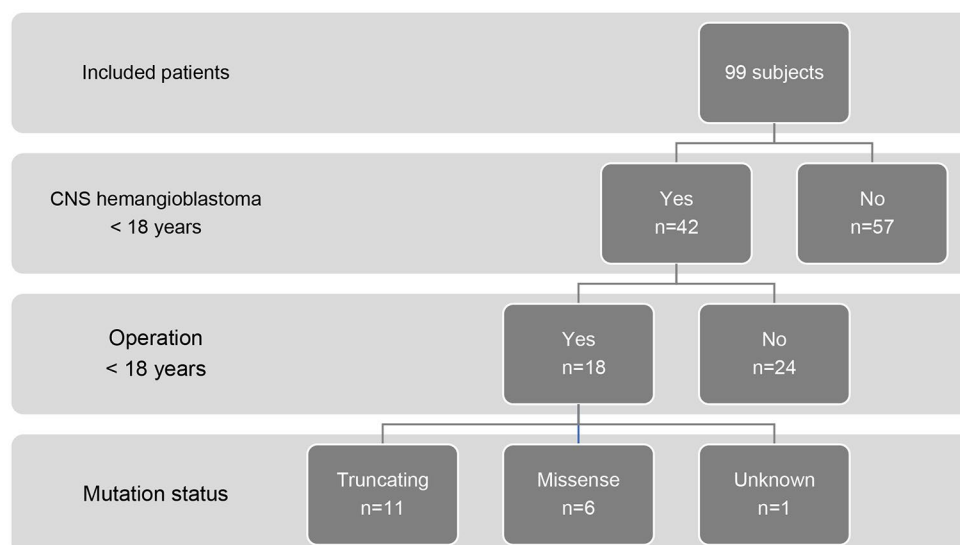 Included patients
99 subjects
CNS hemangioblastoma
< 18 years
Yes
n=42
No
n=57
Operation
< 18 years
Yes
n=18
No
n=24
Mutation status
Truncating
n=11
Missense
n=6
Unknown
n=1